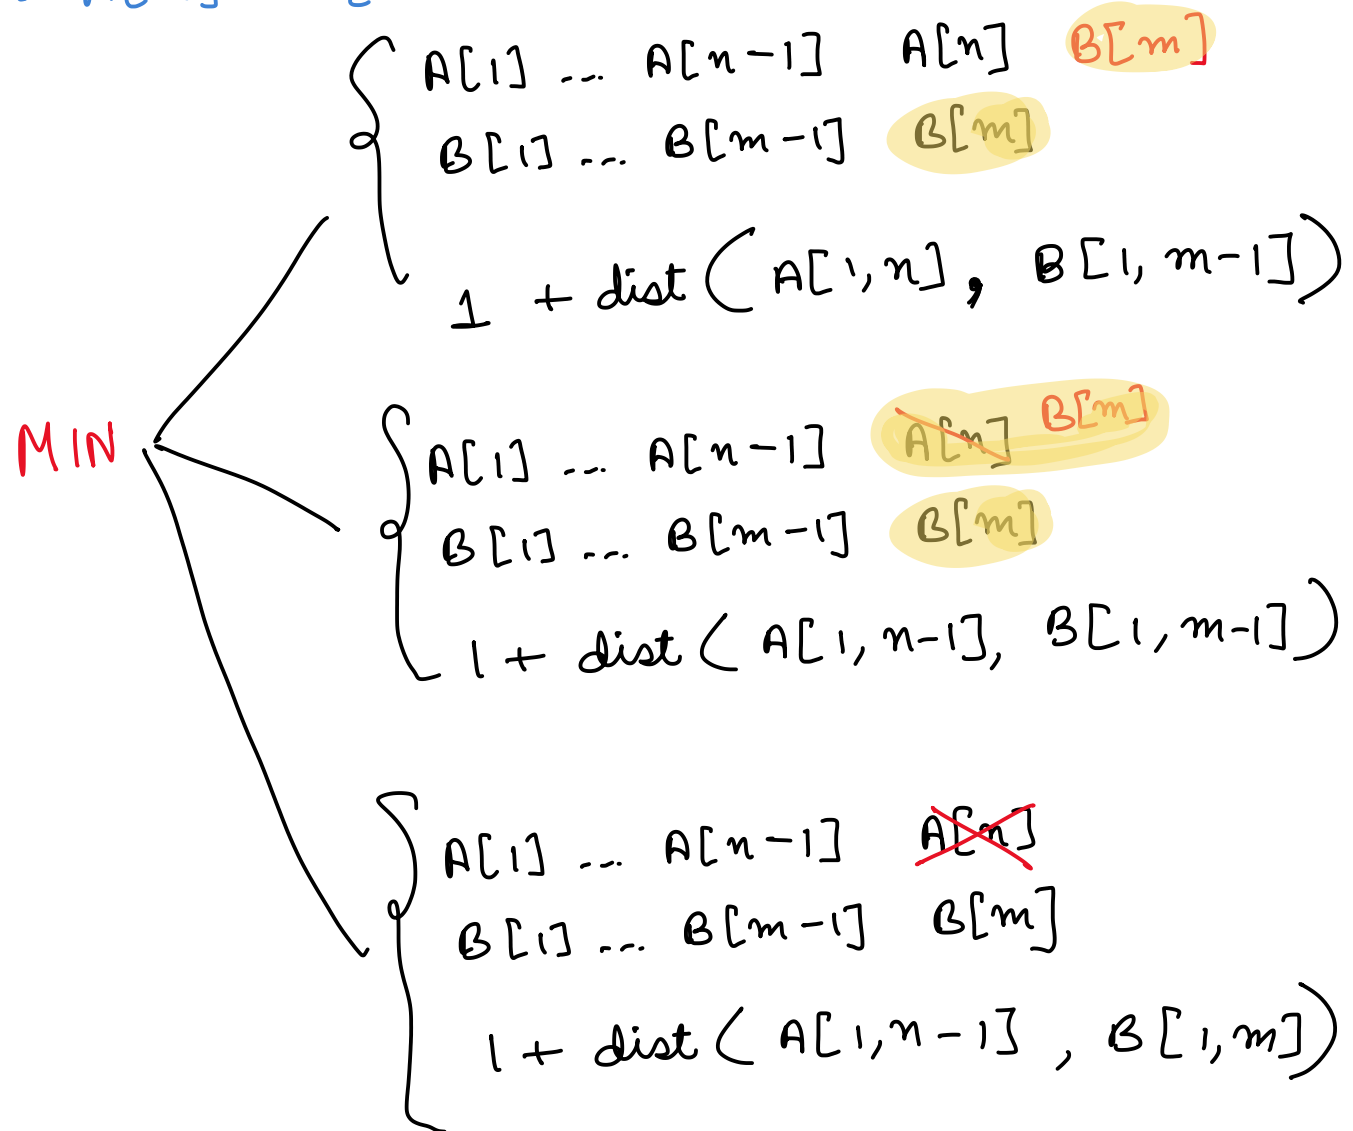 A[1] ... A[n-1] A[n] B[m]
B[1] ... B[m-1] B[m]
1 + dist ( A[1,n] , B[1, m-1] )
MIN
A[1] ... A[n-1] A[n] B[m]
B[1] ... B[m-1] B[m]
1 + dist ( A[1, n-1], B[1, m-1] )
A[1] ... A[n-1] A[n]
B[1] ... B[m-1] B[m]
1 + dist ( A[1,n-1] , B[1,m] )